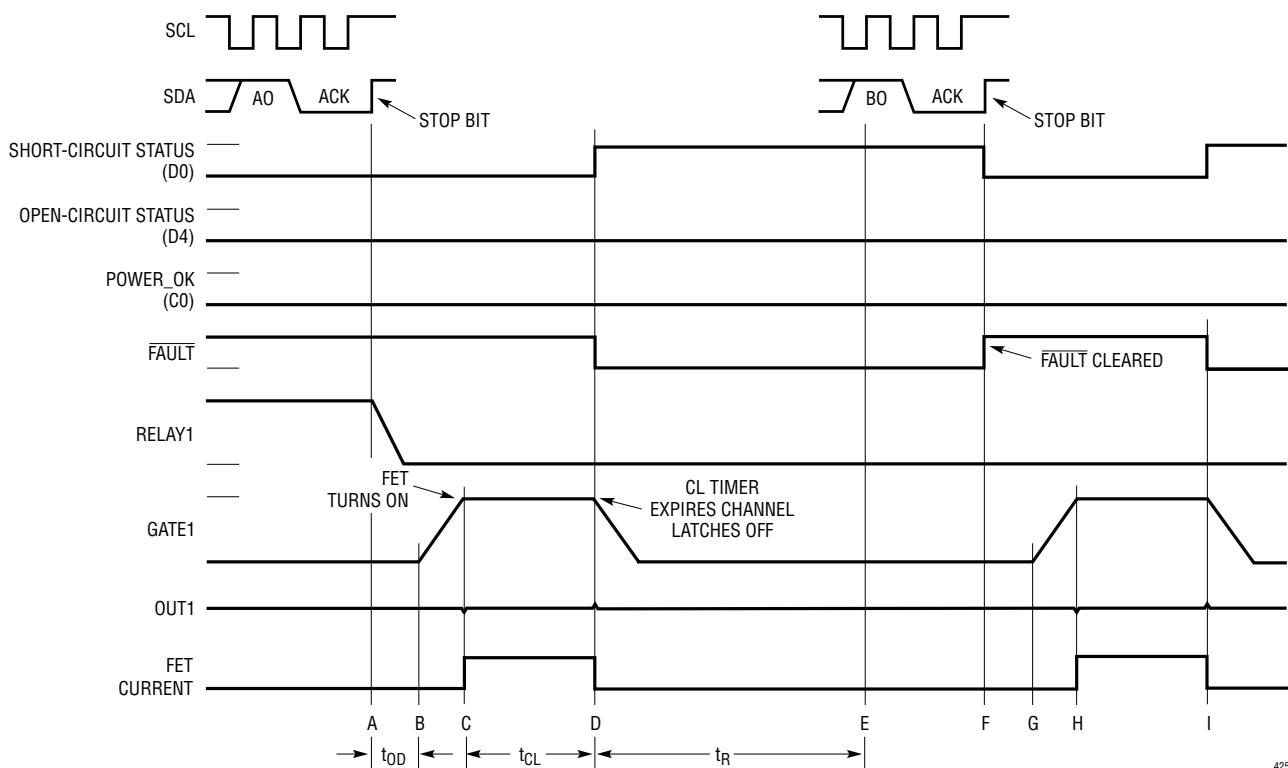 SCL
SDA
AO
ACK
STOP BIT
BO
ACK
STOP BIT
SHORT-CIRCUIT STATUS
(D0)
OPEN-CIRCUIT STATUS
(D4)
POWER_OK
(C0)
FAULT
FAULT CLEARED
RELAY1
FET
TURNS ON
CL TIMER
EXPIRES CHANNEL
LATCHES OFF
GATE1
OUT1
FET
CURRENT
A B C D E F G H I
tOD tCL tR
425